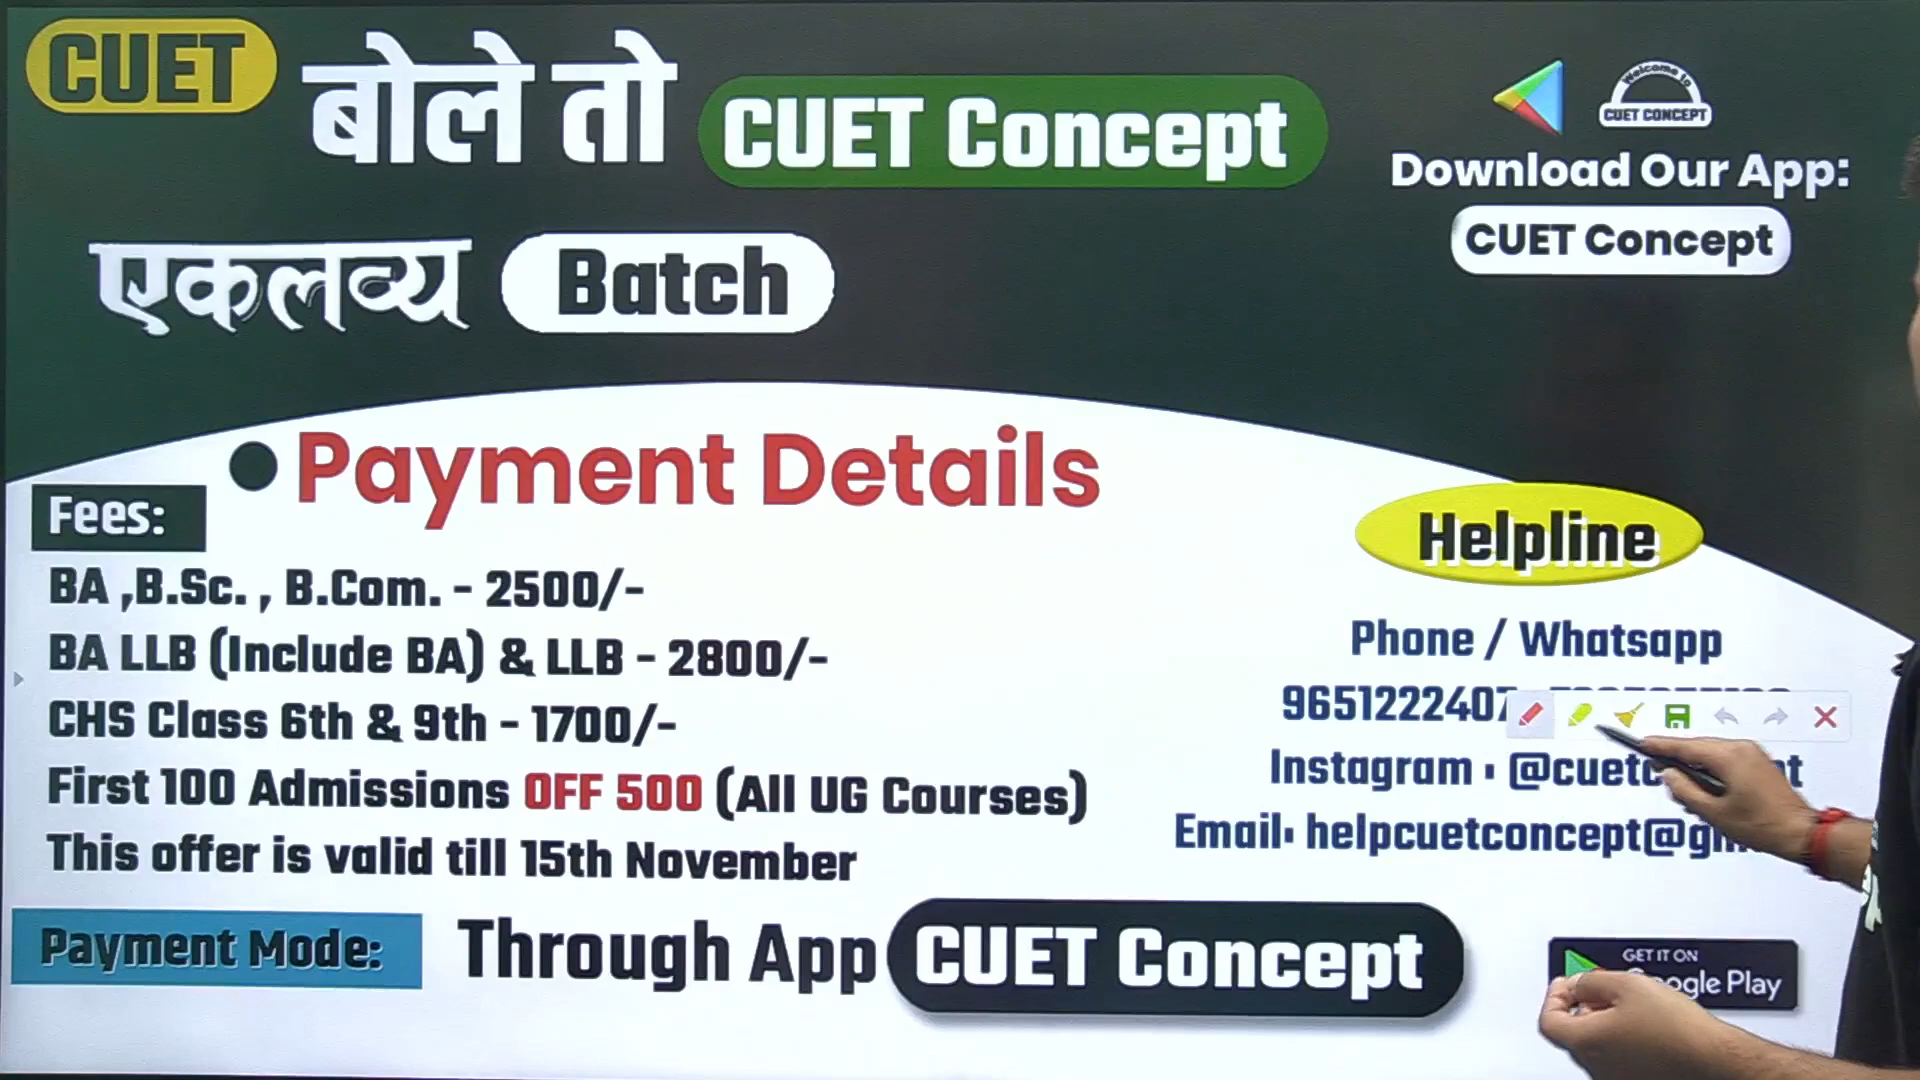 CUET बोले तो CUET Concept
Welcome to
CUET CONCEPT
Download Our App:
CUET Concept
एकलव्य Batch
• Payment Details
Fees:
BA ,B.Sc. , B.Com. - 2500/-
BA LLB (Include BA) & LLB - 2800/-
CHS Class 6th & 9th - 1700/-
First 100 Admissions OFF 500 (All UG Courses)
This offer is valid till 15th November
Helpline
Phone / Whatsapp
9651222407
Instagram :
Email: 
Payment Mode: Through App CUET Concept
GET IT ON
Play